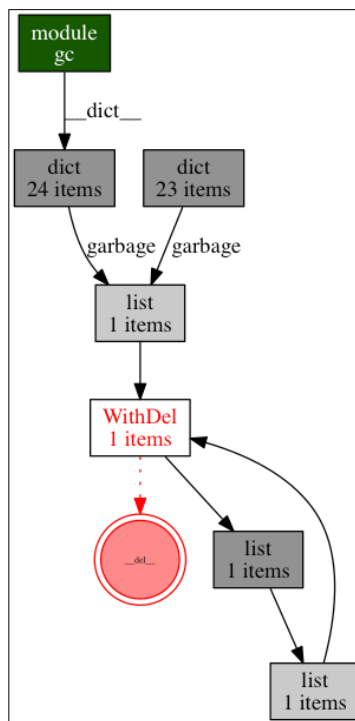 module
gc
__dict__
dict
24 items
dict
23 items
garbage
garbage
list
1 items
WithDel
1 items
__del__
list
1 items
list
1 items